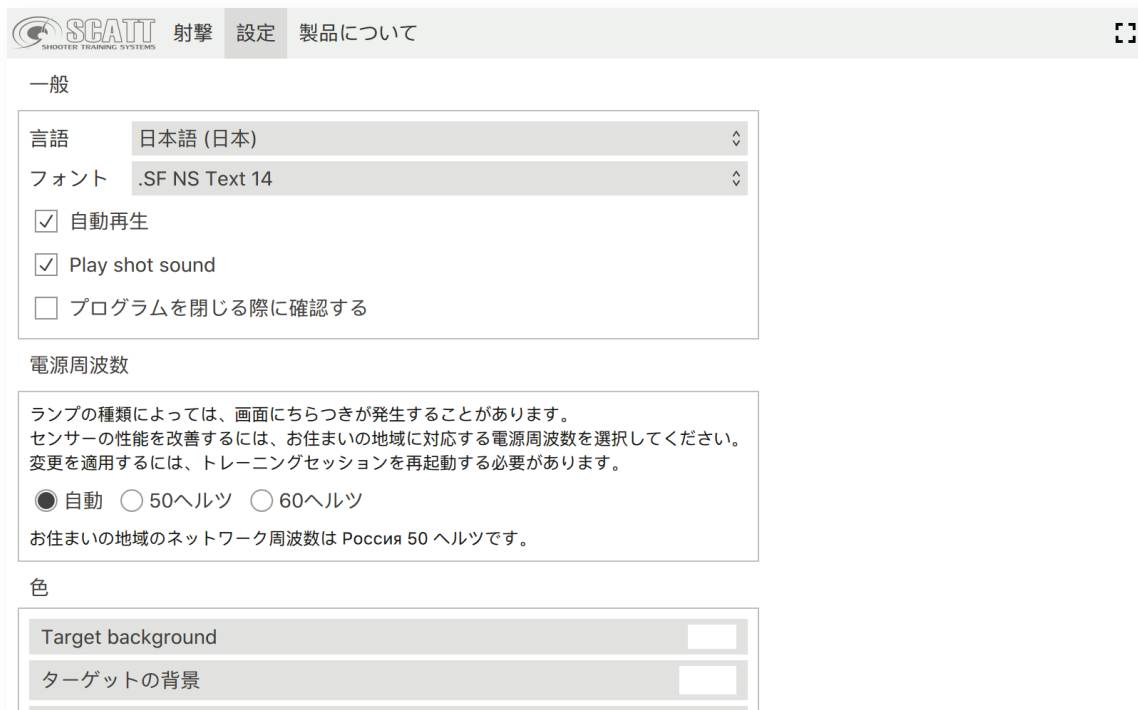 SCATT
SHOOTER TRAINING SYSTEMS
射撃 設定 製品について
一般
言語 日本語 (日本)
フォント .SF NS Text 14
自動再生
Play shot sound
プログラムを閉じる際に確認する
電源周波数
ランプの種類によっては、画面にちらつきが発生することがあります。
センサーの性能を改善するには、お住まいの地域に対応する電源周波数を選択してください。
変更を適用するには、トレーニングセッションを再起動する必要があります。
自動 50ヘルツ 60ヘルツ
お住まいの地域のネットワーク周波数は Россия 50 ヘルツです。
色
Target background
ターゲットの背景